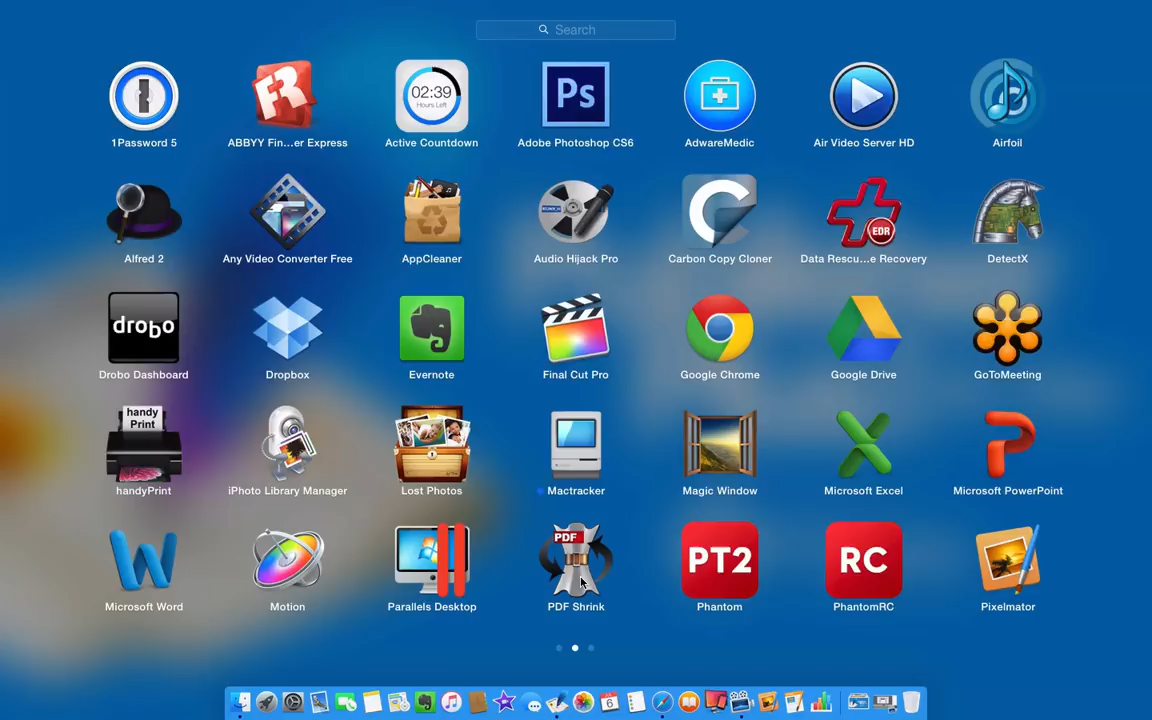 Search
02:39
Hours Left
Ps
1Password 5
ABBYY Fin...er Express
Active Countdown
Adobe Photoshop CS6
AdwareMedic
Air Video Server HD
Airfoil
EDR
Alfred 2
Any Video Converter Free
AppCleaner
Audio Hijack Pro
Carbon Copy Cloner
Data Rescu...e Recovery
DetectX
drobo
Drobo Dashboard
Dropbox
Evernote
Final Cut Pro
Google Chrome
Google Drive
GoToMeeting
handy
Print
handyPrint
iPhoto Library Manager
Lost Photos
Mactracker
Magic Window
Microsoft Excel
Microsoft PowerPoint
PDF
PT2
RC
Microsoft Word
Motion
Parallels Desktop
PDF Shrink
Phantom
PhantomRC
Pixelmator
6